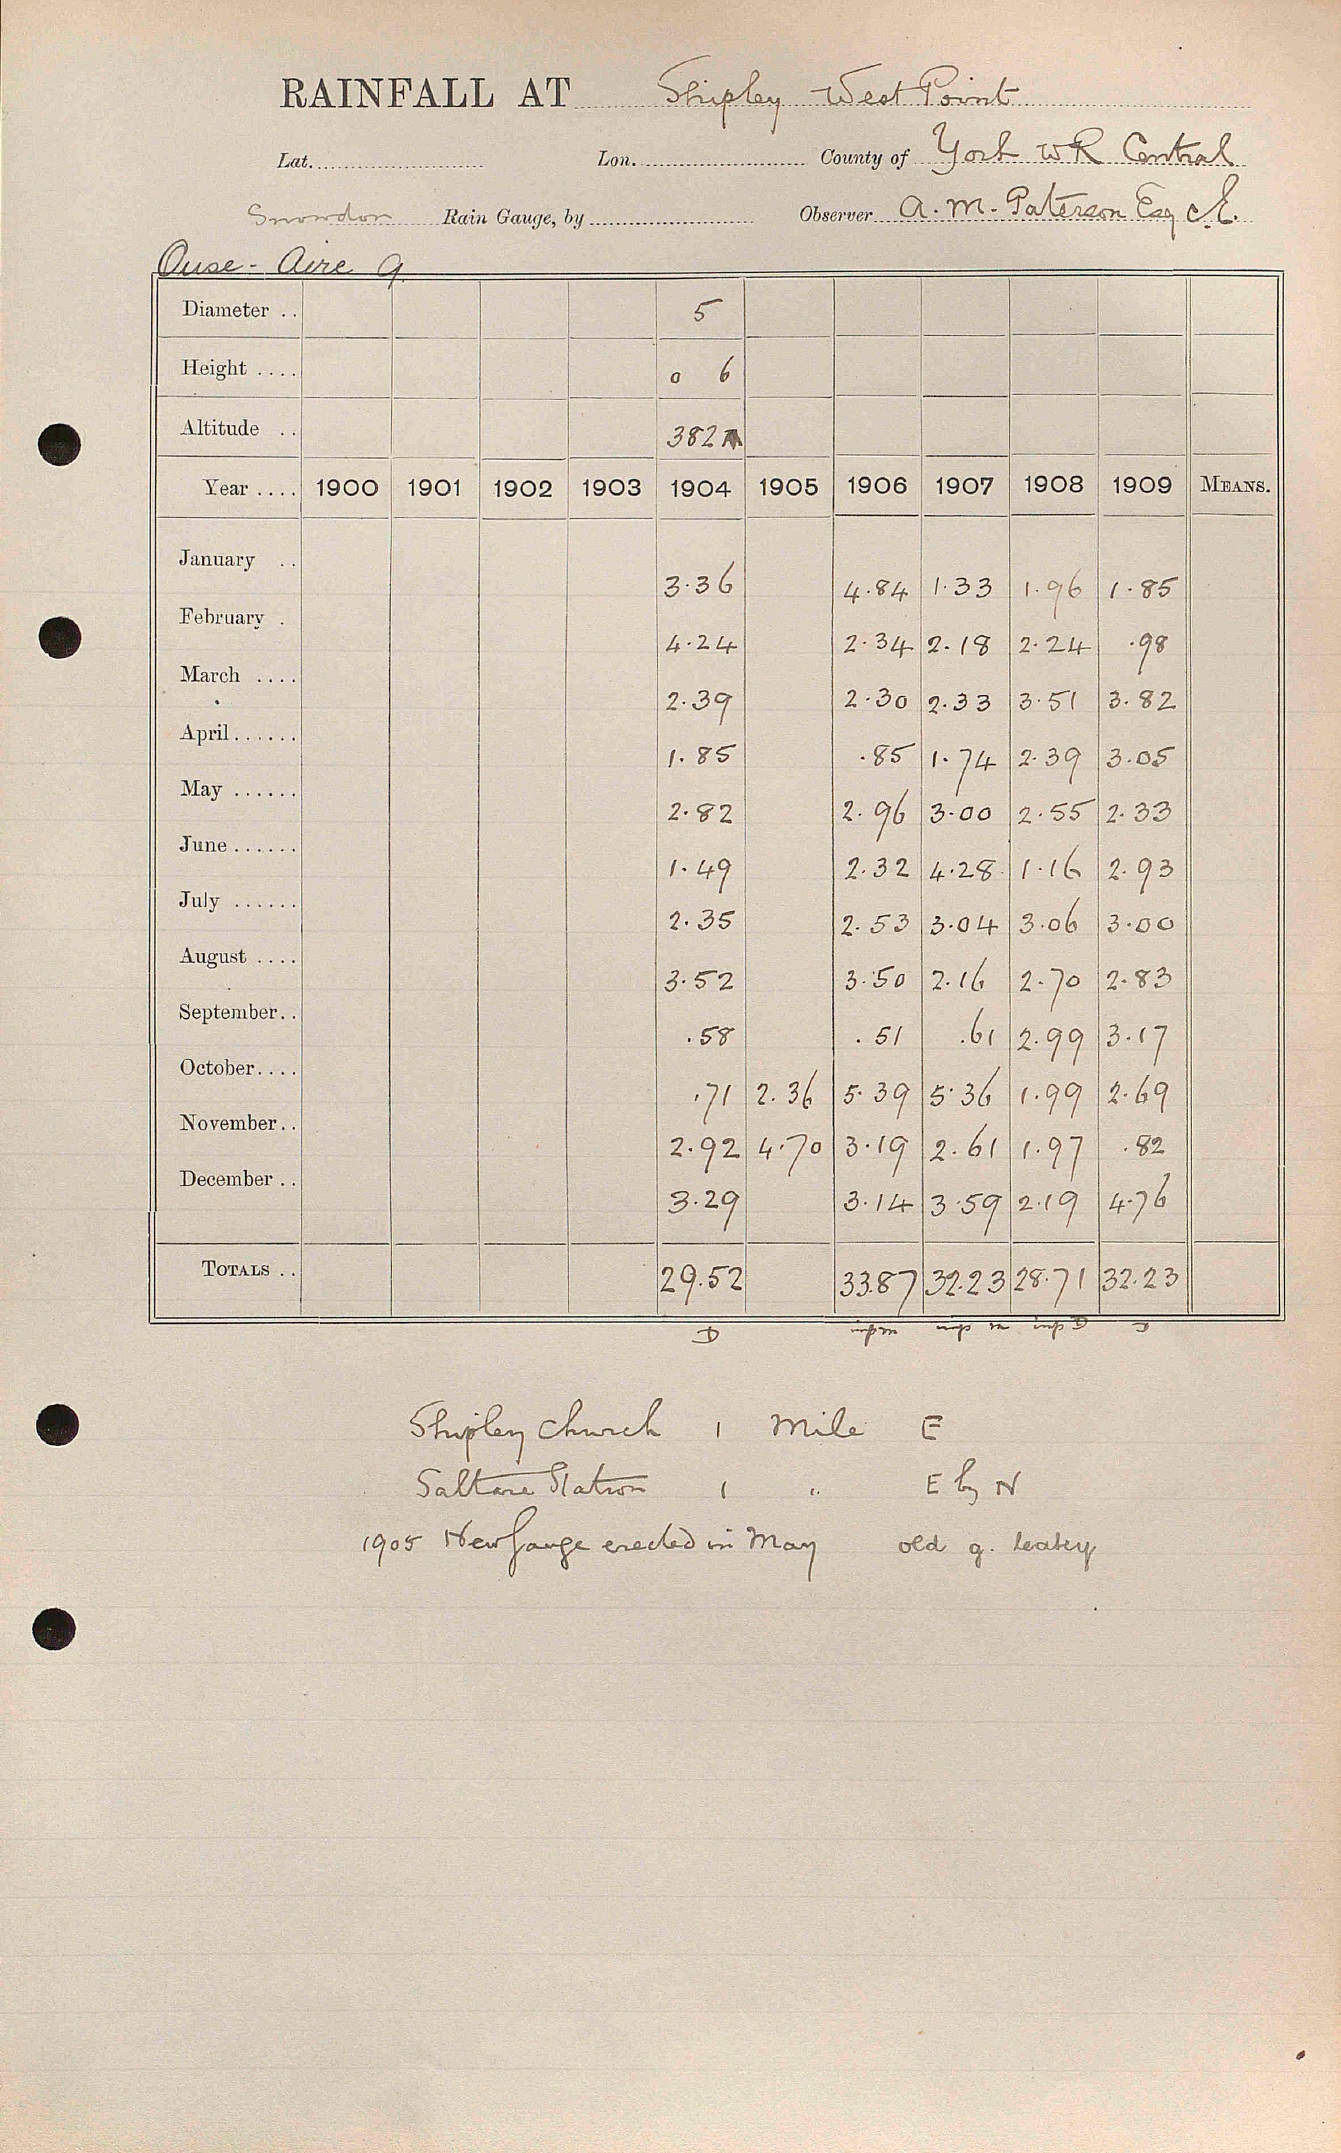 RAINFALL AT Shipley West Point
Lat. Lon. County of York WR Central
Snowdon Rain Gauge, by Observer A. M. Paterson Esq C.E.
Ouse - Aire 9
Diameter .. 5
Height .... 0 6
Altitude .. 382
Year .... 1900 1901 1902 1903 1904 1905 1906 1907 1908 1909 MEANS.
January .. 3.36 4.84 1.33 1.96 1.85
February . 4.24 2.34 2.18 2.24 .98
March .... 2.39 2.30 2.33 3.51 3.82
April ...... 1.85 .85 1.74 2.39 3.05
May ...... 2.82 2.96 3.00 2.55 2.33
June ...... 1.49 2.32 4.28 1.16 2.93
July ...... 2.35 2.53 3.04 3.06 3.00
August .... 3.52 3.50 2.16 2.70 2.83
September.. .58 .51 .61 2.99 3.17
October.... .71 2.36 5.39 5.36 1.99 2.69
November.. 2.92 4.70 3.19 2.61 1.97 .82
December .. 3.29 3.14 3.59 2.19 4.76
TOTALS .. 29.52 33.87 32.23 28.71 32.23
Shipley Church 1 Mile E
Saltaire Station 1 " E by N
1905 New Gauge erected in May old g. leaky